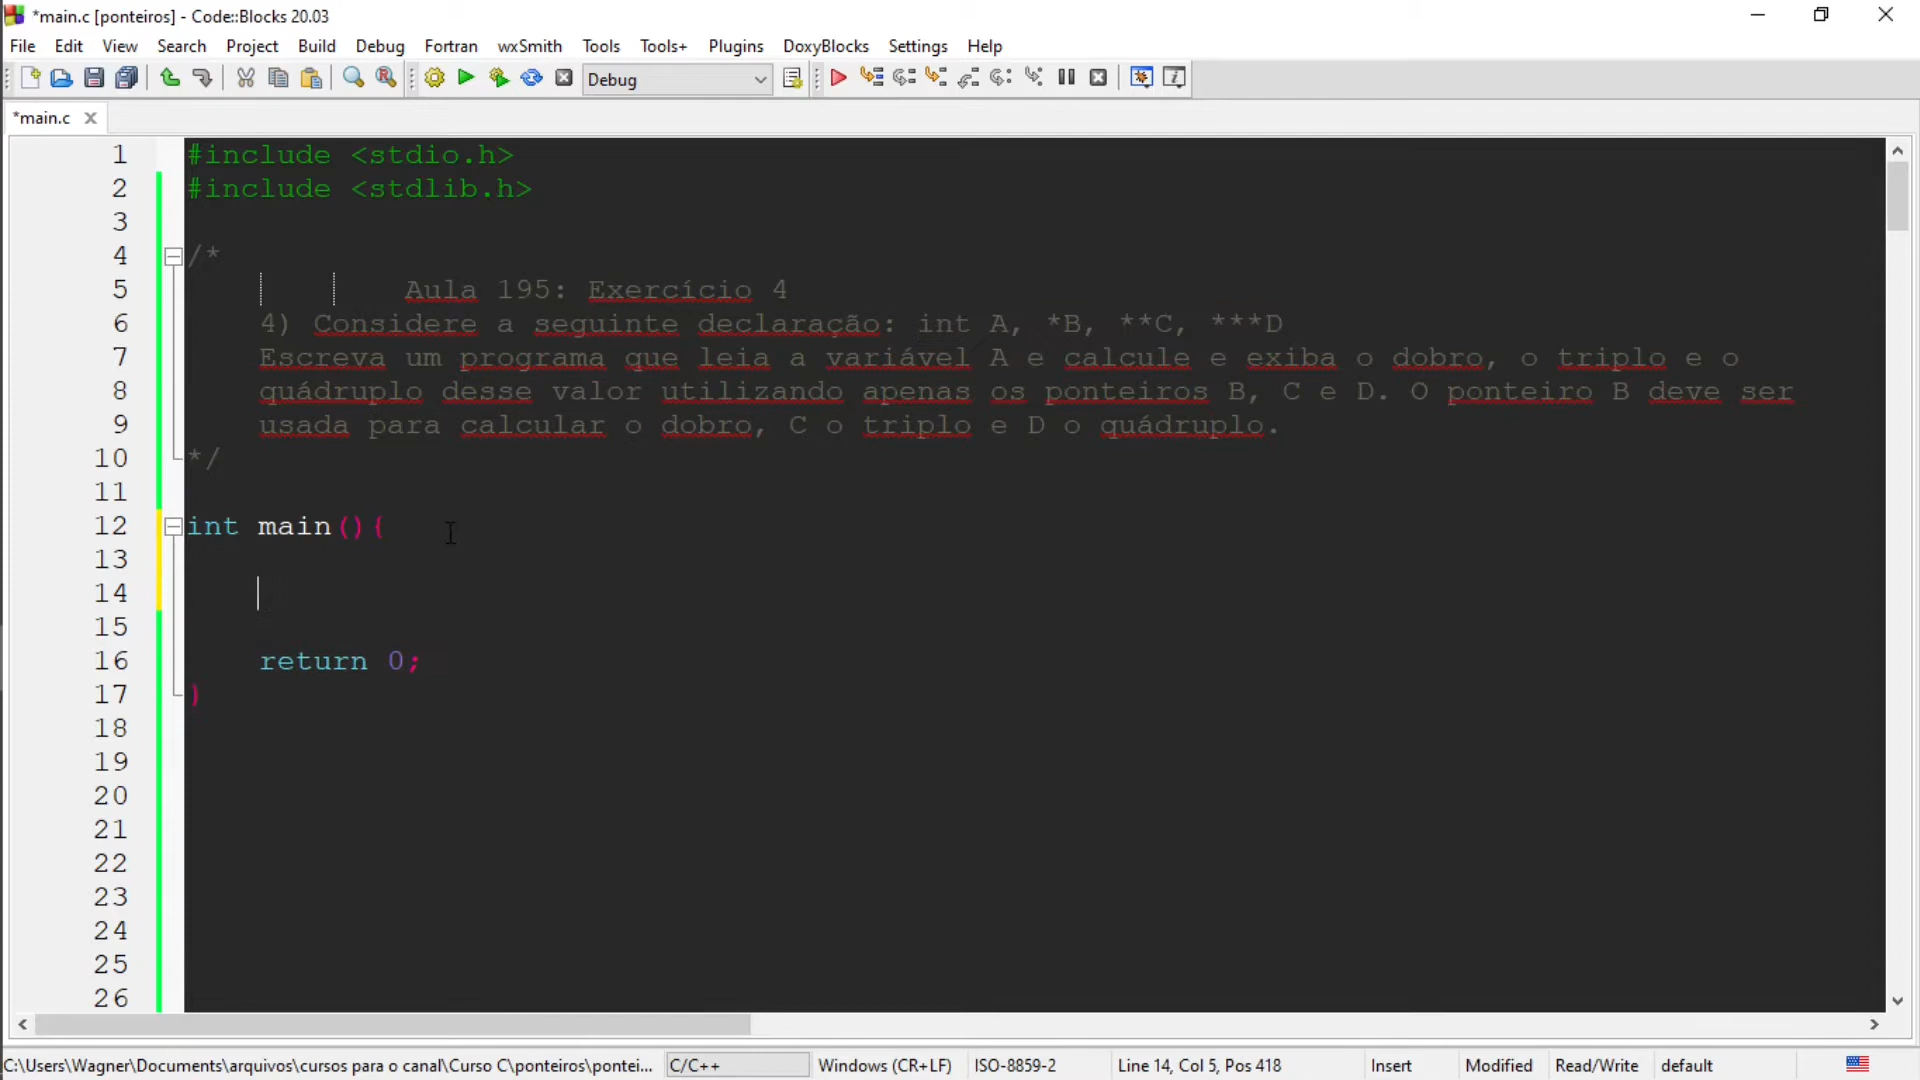 *main.c [ponteiros] - Code::Blocks 20.03
File Edit View Search Project Build Debug Fortran wxSmith Tools Tools+ Plugins DoxyBlocks Settings Help
Debug
*main.c
1 #include <stdio.h>
2 #include <stdlib.h>
3
4 /*
5 Aula 195: Exercício 4
6 4) Considere a seguinte declaração: int A, *B, **C, ***D
7 Escreva um programa que leia a variável A e calcule e exiba o dobro, o triplo e o
8 quádruplo desse valor utilizando apenas os ponteiros B, C e D. O ponteiro B deve ser
9 usada para calcular o dobro, C o triplo e D o quádruplo.
10 */
11
12 int main(){
13
14
15
16 return 0;
17 }
18
19
20
21
22
23
24
25
26
C:\Users\Wagner\Documents\arquivos\cursos para o canal\Curso C\ponteiros\pontei... C/C++ Windows (CR+LF) ISO-8859-2 Line 14, Col 5, Pos 418 Insert Modified Read/Write default